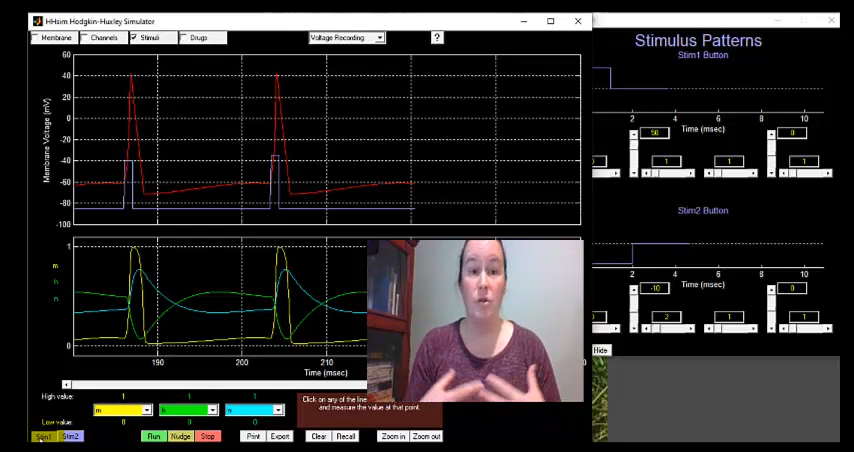 HHsim Hodgkin-Huxley Simulator
Membrane Channels Stimuli Drugs Voltage Recording ?
60
40
20
0
-20
-40
-60
-80
-100
Membrane Voltage (mV)
1
m
h
n
0
190 200 210
Time (msec)
High value: 1 1 1
m h n
Low value: 0 0 0
Click on any of the line
and measure the value at that point.
Stim1 Stim2 Run Nudge Stop Print Export Clear Recall Zoom in Zoom out
Stimulus Patterns
Stim1 Button
2 4 6 8 10
Time (msec)
50 0
1 1 1
Stim2 Button
2 4 6 8 10
Time (msec)
-10 0
2 1 1
Hide